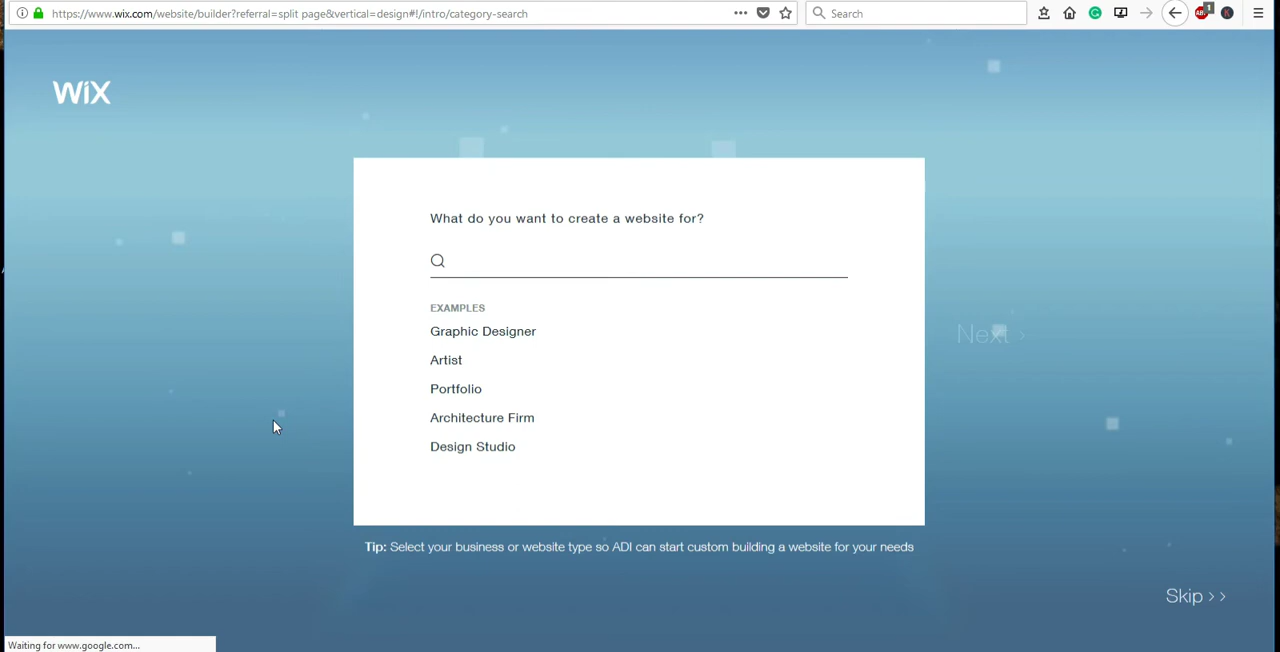 https://www.wix.com/website/builder?referral=split page&vertical=design#!/intro/category-search
Search
ABP
1
K
WiX
What do you want to create a website for?
EXAMPLES
Graphic Designer
Artist
Portfolio
Architecture Firm
Design Studio
Next >
Tip: Select your business or website type so ADI can start custom building a website for your needs
Skip >>
Waiting for www.google.com...